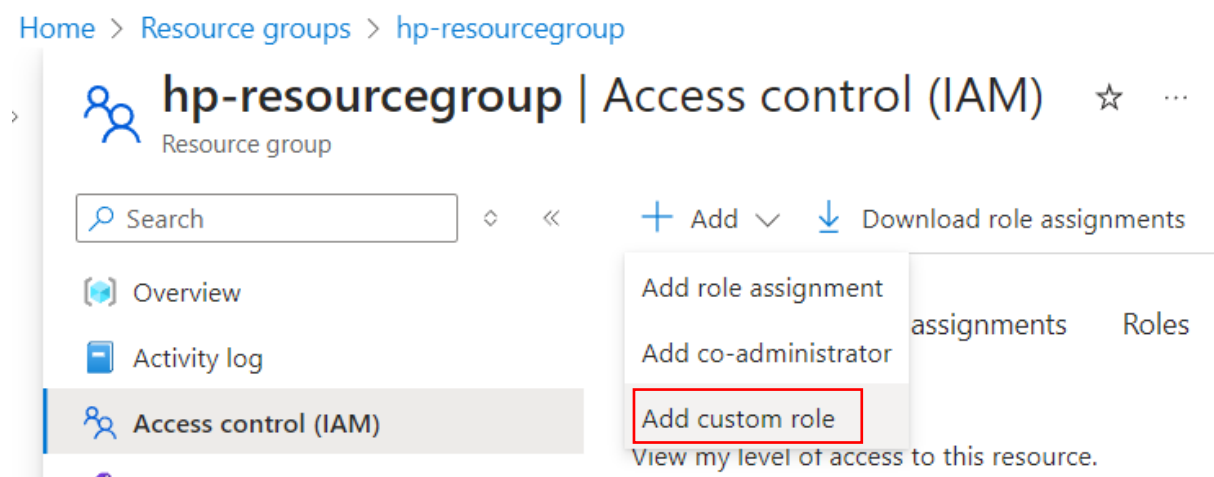 Home > Resource groups > hp-resourcegroup
hp-resourcegroup | Access control (IAM)
Resource group
Search
Add
Download role assignments
Overview
Add role assignment
assignments
Roles
Activity log
Add co-administrator
Access control (IAM)
Add custom role
View my level of access to this resource.